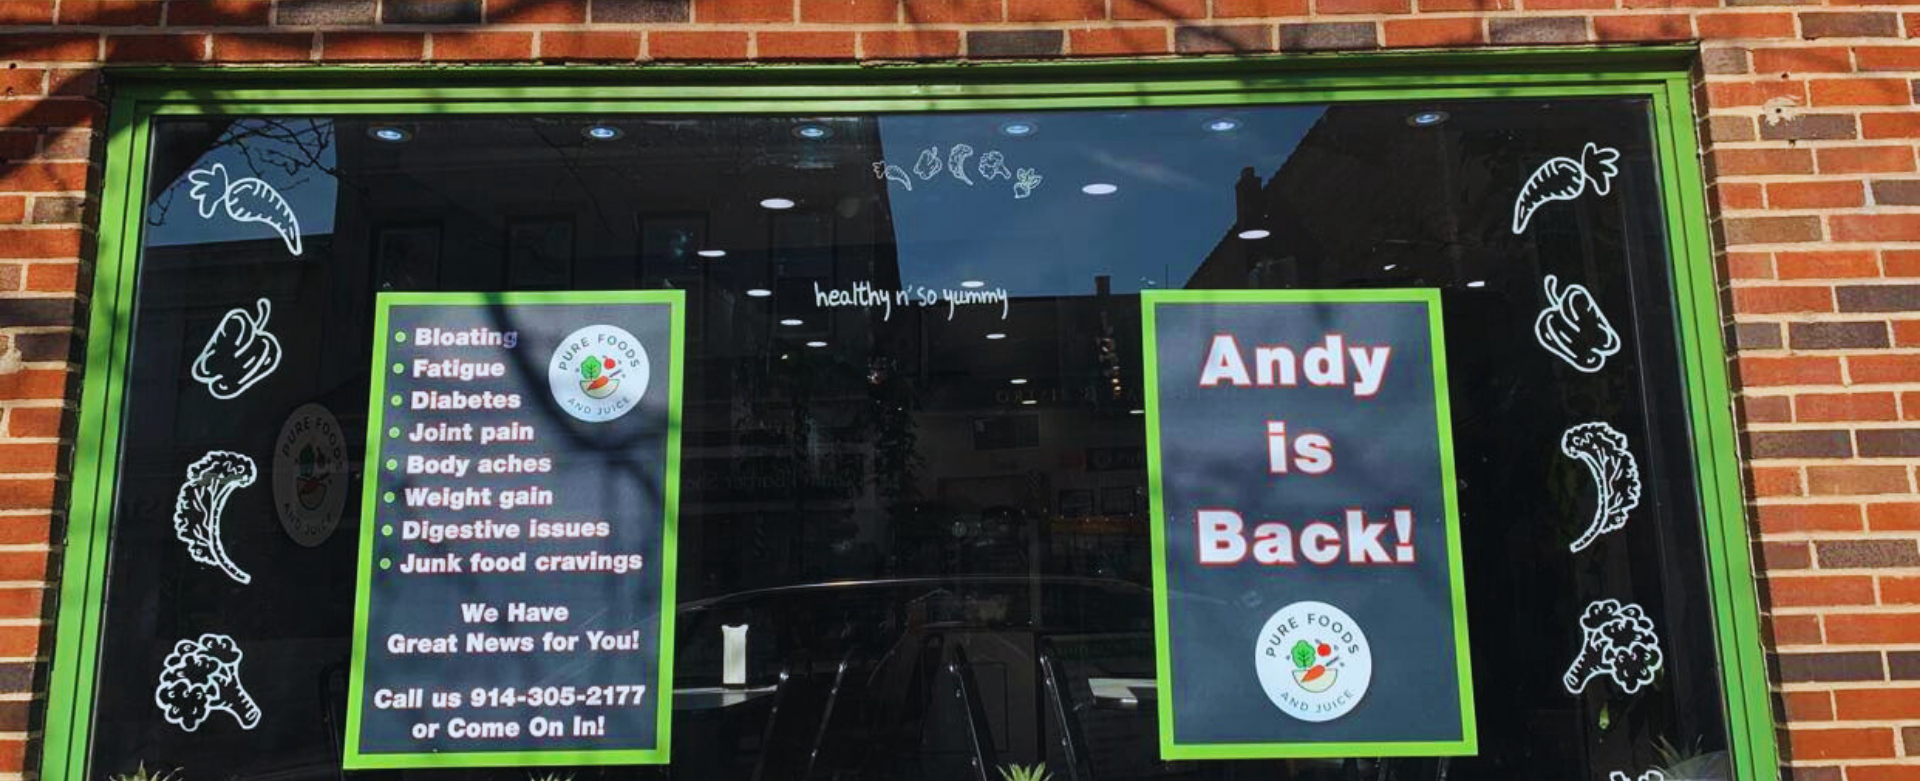 healthy n' so yummy
• Bloating
• Fatigue
• Diabetes
• Joint pain
• Body aches
• Weight gain
• Digestive issues
• Junk food cravings
PURE FOODS
AND JUICE
We Have
Great News for You!
Call us 914-305-2177
or Come On In!
PURE FOODS
AND JUICE
Andy
is
Back!
PURE FOODS
AND JUICE